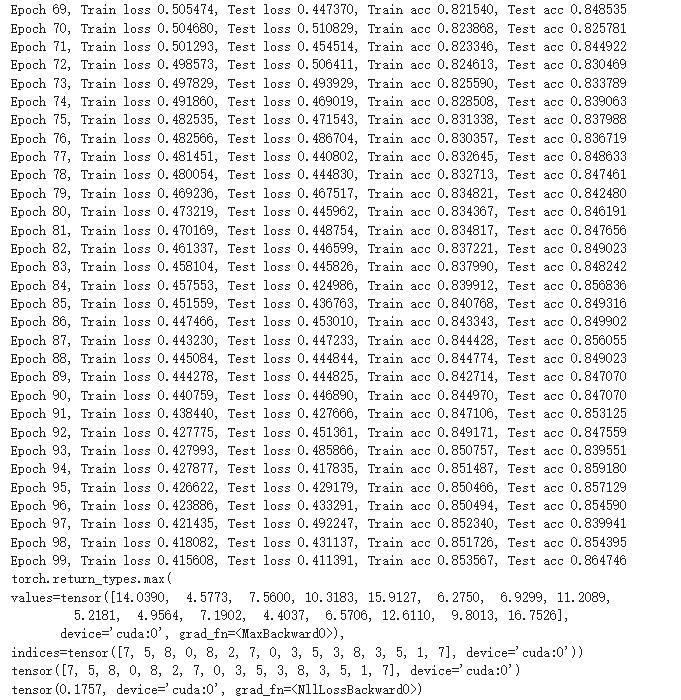 Epoch 69, Train loss 0.505474, Test loss 0.447370, Train acc 0.821540, Test acc 0.848535
Epoch 70, Train loss 0.504680, Test loss 0.510829, Train acc 0.823868, Test acc 0.825781
Epoch 71, Train loss 0.501293, Test loss 0.454514, Train acc 0.823346, Test acc 0.844922
Epoch 72, Train loss 0.498573, Test loss 0.506411, Train acc 0.824613, Test acc 0.830469
Epoch 73, Train loss 0.497829, Test loss 0.493929, Train acc 0.825590, Test acc 0.833789
Epoch 74, Train loss 0.491860, Test loss 0.469019, Train acc 0.828508, Test acc 0.839063
Epoch 75, Train loss 0.482535, Test loss 0.471543, Train acc 0.831338, Test acc 0.837988
Epoch 76, Train loss 0.482566, Test loss 0.486704, Train acc 0.830357, Test acc 0.836719
Epoch 77, Train loss 0.481451, Test loss 0.440802, Train acc 0.832645, Test acc 0.848633
Epoch 78, Train loss 0.480054, Test loss 0.444830, Train acc 0.832713, Test acc 0.847461
Epoch 79, Train loss 0.469236, Test loss 0.467517, Train acc 0.834821, Test acc 0.842480
Epoch 80, Train loss 0.473219, Test loss 0.445962, Train acc 0.834367, Test acc 0.846191
Epoch 81, Train loss 0.470169, Test loss 0.448754, Train acc 0.834817, Test acc 0.847656
Epoch 82, Train loss 0.461337, Test loss 0.446599, Train acc 0.837221, Test acc 0.849023
Epoch 83, Train loss 0.458104, Test loss 0.445826, Train acc 0.837990, Test acc 0.848242
Epoch 84, Train loss 0.457553, Test loss 0.424986, Train acc 0.839912, Test acc 0.856836
Epoch 85, Train loss 0.451559, Test loss 0.436763, Train acc 0.840768, Test acc 0.849316
Epoch 86, Train loss 0.447466, Test loss 0.453010, Train acc 0.843343, Test acc 0.849902
Epoch 87, Train loss 0.443230, Test loss 0.447233, Train acc 0.844428, Test acc 0.856055
Epoch 88, Train loss 0.445084, Test loss 0.444844, Train acc 0.844774, Test acc 0.849023
Epoch 89, Train loss 0.444278, Test loss 0.444825, Train acc 0.842714, Test acc 0.847070
Epoch 90, Train loss 0.440759, Test loss 0.446890, Train acc 0.844970, Test acc 0.847070
Epoch 91, Train loss 0.438440, Test loss 0.427666, Train acc 0.847106, Test acc 0.853125
Epoch 92, Train loss 0.427775, Test loss 0.451361, Train acc 0.849171, Test acc 0.847559
Epoch 93, Train loss 0.427993, Test loss 0.485866, Train acc 0.850757, Test acc 0.839551
Epoch 94, Train loss 0.427877, Test loss 0.417835, Train acc 0.851487, Test acc 0.859180
Epoch 95, Train loss 0.426622, Test loss 0.429179, Train acc 0.850466, Test acc 0.857129
Epoch 96, Train loss 0.423886, Test loss 0.433291, Train acc 0.850494, Test acc 0.854590
Epoch 97, Train loss 0.421435, Test loss 0.492247, Train acc 0.852340, Test acc 0.839941
Epoch 98, Train loss 0.418082, Test loss 0.431137, Train acc 0.851726, Test acc 0.854395
Epoch 99, Train loss 0.415608, Test loss 0.411391, Train acc 0.853567, Test acc 0.864746
torch.return_types.max(
values=tensor([14.0390, 4.5773, 7.5600, 10.3183, 15.9127, 6.2750, 6.9299, 11.2089,
5.2181, 4.9564, 7.1902, 4.4037, 6.5706, 12.6110, 9.8013, 16.7526],
device='cuda:0', grad_fn=<MaxBackward0>),
indices=tensor([7, 5, 8, 0, 8, 2, 7, 0, 3, 5, 3, 8, 3, 5, 1, 7], device='cuda:0'))
tensor([7, 5, 8, 0, 8, 2, 7, 0, 3, 5, 3, 8, 3, 5, 1, 7], device='cuda:0')
tensor(0.1757, device='cuda:0', grad_fn=<NllLossBackward0>)